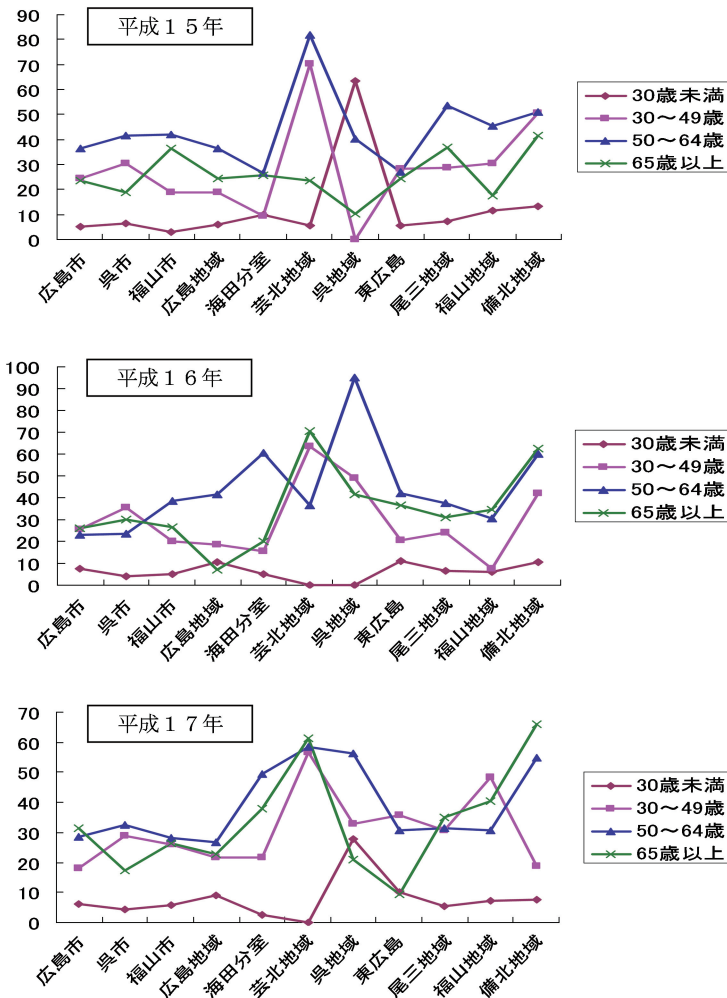 平成１５年
90
80
70
60
50
40
30
20
10
0
広島市
呉市
福山市
広島地域
海田分室
芸北地域
呉地域
東広島
尾三地域
福山地域
備北地域
30歳未満
30～49歳
50～64歳
65歳以上
平成１６年
100
90
80
70
60
50
40
30
20
10
0
広島市
呉市
福山市
広島地域
海田分室
芸北地域
呉地域
東広島
尾三地域
福山地域
備北地域
30歳未満
30～49歳
50～64歳
65歳以上
平成１７年
70
60
50
40
30
20
10
0
広島市
呉市
福山市
広島地域
海田分室
芸北地域
呉地域
東広島
尾三地域
福山地域
備北地域
30歳未満
30～49歳
50～64歳
65歳以上